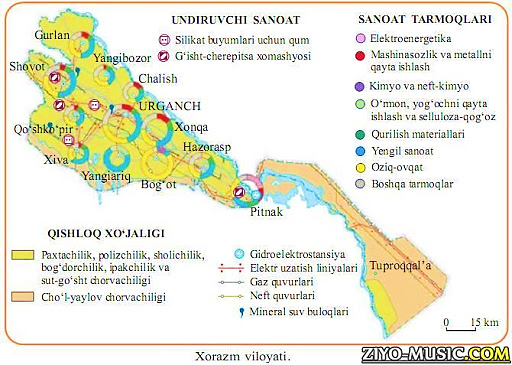 UNDIRUVCHI SANOAT
Silikat buyumlari uchun qum
G‘isht-cherepitsa xomashyosi
SANOAT TARMOQLARI
Elektroenergetika
Mashinasozlik va metallni
qayta ishlash
Kimyo va neft-kimyo
O‘rmon, yog‘ochni qayta
ishlash va selluloza-qog‘oz
Qurilish materiallari
Yengil sanoat
Oziq-ovqat
Boshqa tarmoqlar
Gurlan
Yangibozor
Shovot
Chalish
URGANCH
Qo‘shko‘pir
Xonqa
Hazorasp
Xiva
Yangiariq
Bog‘ot
Pitnak
Tuproqqal’a
QISHLOQ XO‘JALIGI
Paxtachilik, polizchilik, sholichilik,
bog‘dorchilik, ipakchilik va
sut-go‘sht chorvachiligi
Cho‘l-yaylov chorvachiligi
Gidroelektrostansiya
Elektr uzatish liniyalari
Gaz quvurlari
Neft quvurlari
Mineral suv buloqlari
0 15 km
Xorazm viloyati.
ZIYO-MUSIC.COM